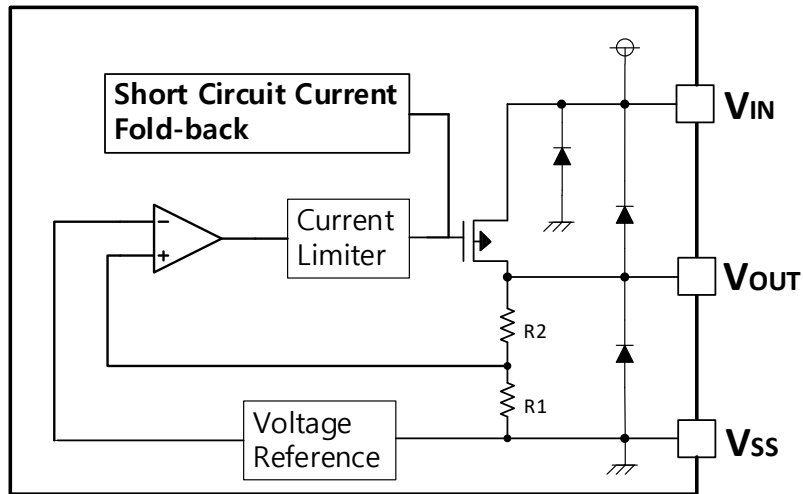 Short Circuit Current
Fold-back
VIN
−
+
Current
Limiter
VOUT
R2
R1
Voltage
Reference
VSS